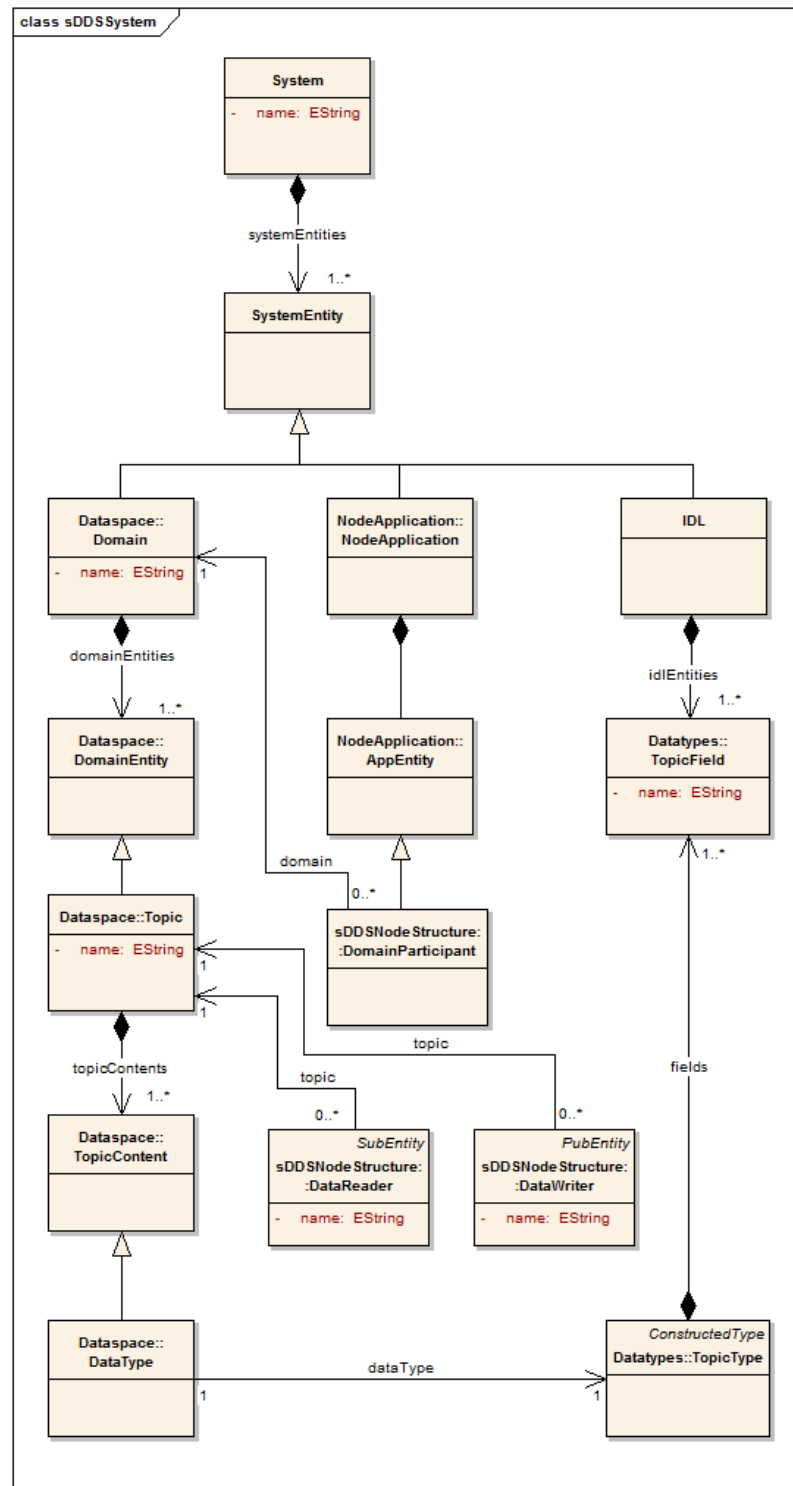 class sDDSSystem
System
- name: EString
systemEntities
1..*
SystemEntity
Dataspace::
Domain
- name: EString
NodeApplication::
NodeApplication
IDL
1
domainEntities
1..*
idlEntities
1..*
Dataspace::
DomainEntity
NodeApplication::
AppEntity
Datatypes::
TopicField
- name: EString
1..*
domain
0..*
Dataspace::Topic
- name: EString
sDDSNodeStructure:
:DomainParticipant
1
1
topicContents
1..*
topic
0..*
topic
0..*
fields
Dataspace::
TopicContent
SubEntity
sDDSNodeStructure:
:DataReader
- name: EString
PubEntity
sDDSNodeStructure:
:DataWriter
- name: EString
Dataspace::
DataType
dataType
1
1
ConstructedType
Datatypes::TopicType